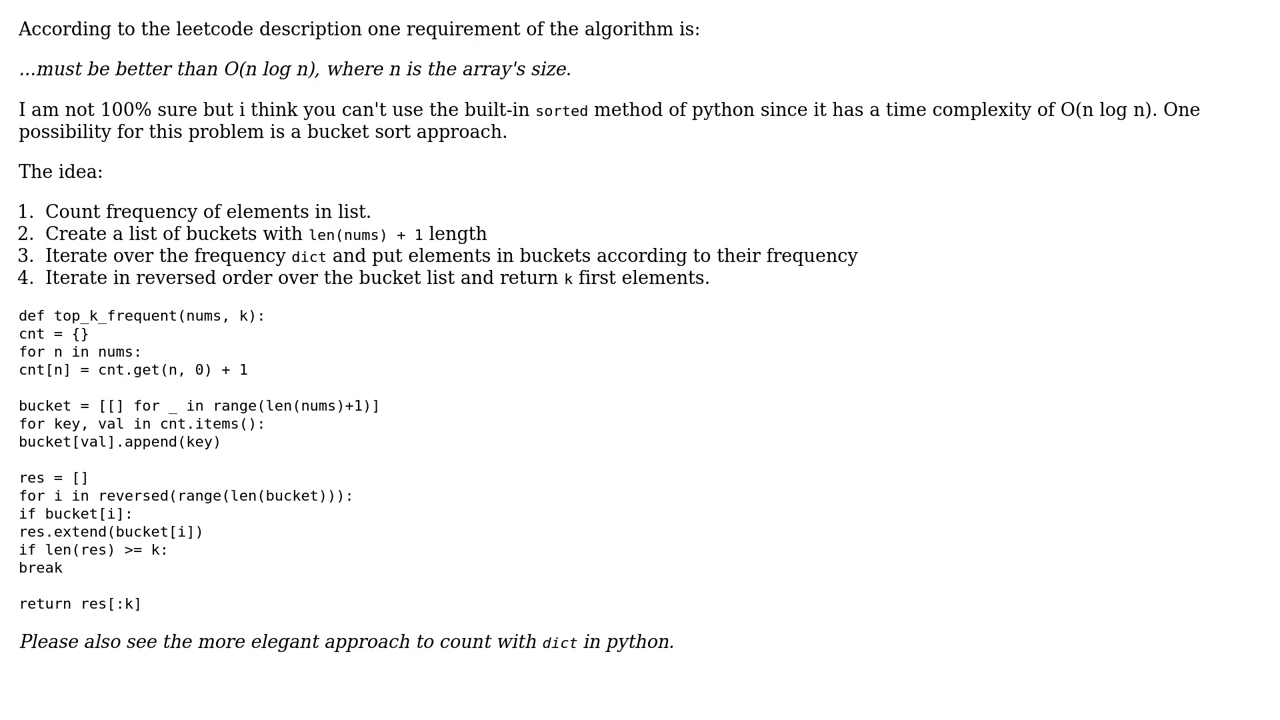 According to the leetcode description one requirement of the algorithm is:
...must be better than O(n log n), where n is the array's size.
I am not 100% sure but i think you can't use the built-in sorted method of python since it has a time complexity of O(n log n). One
possibility for this problem is a bucket sort approach.
The idea:
1. Count frequency of elements in list.
2. Create a list of buckets with len(nums) + 1 length
3. Iterate over the frequency dict and put elements in buckets according to their frequency
4. Iterate in reversed order over the bucket list and return k first elements.
def top_k_frequent(nums, k):
cnt = {}
for n in nums:
cnt[n] = cnt.get(n, 0) + 1
bucket = [[] for _ in range(len(nums)+1)]
for key, val in cnt.items():
bucket[val].append(key)
res = []
for i in reversed(range(len(bucket))):
if bucket[i]:
res.extend(bucket[i])
if len(res) >= k:
break
return res[:k]
Please also see the more elegant approach to count with dict in python.